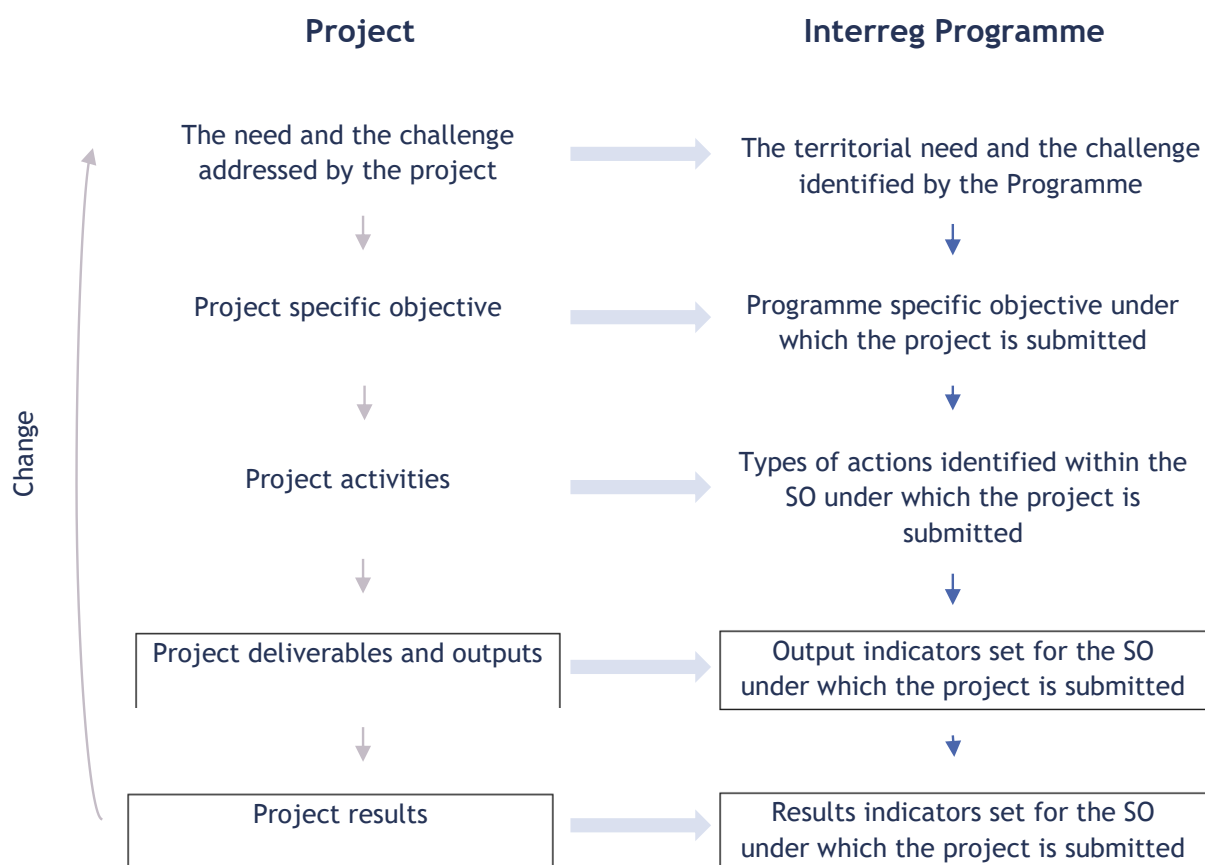 Project
Interreg Programme
The need and the challenge
addressed by the project
The territorial need and the challenge
identified by the Programme
Project specific objective
Programme specific objective under
which the project is submitted
Change
Project activities
Types of actions identified within the
SO under which the project is
submitted
Project deliverables and outputs
Output indicators set for the SO
under which the project is submitted
Project results
Results indicators set for the SO
under which the project is submitted